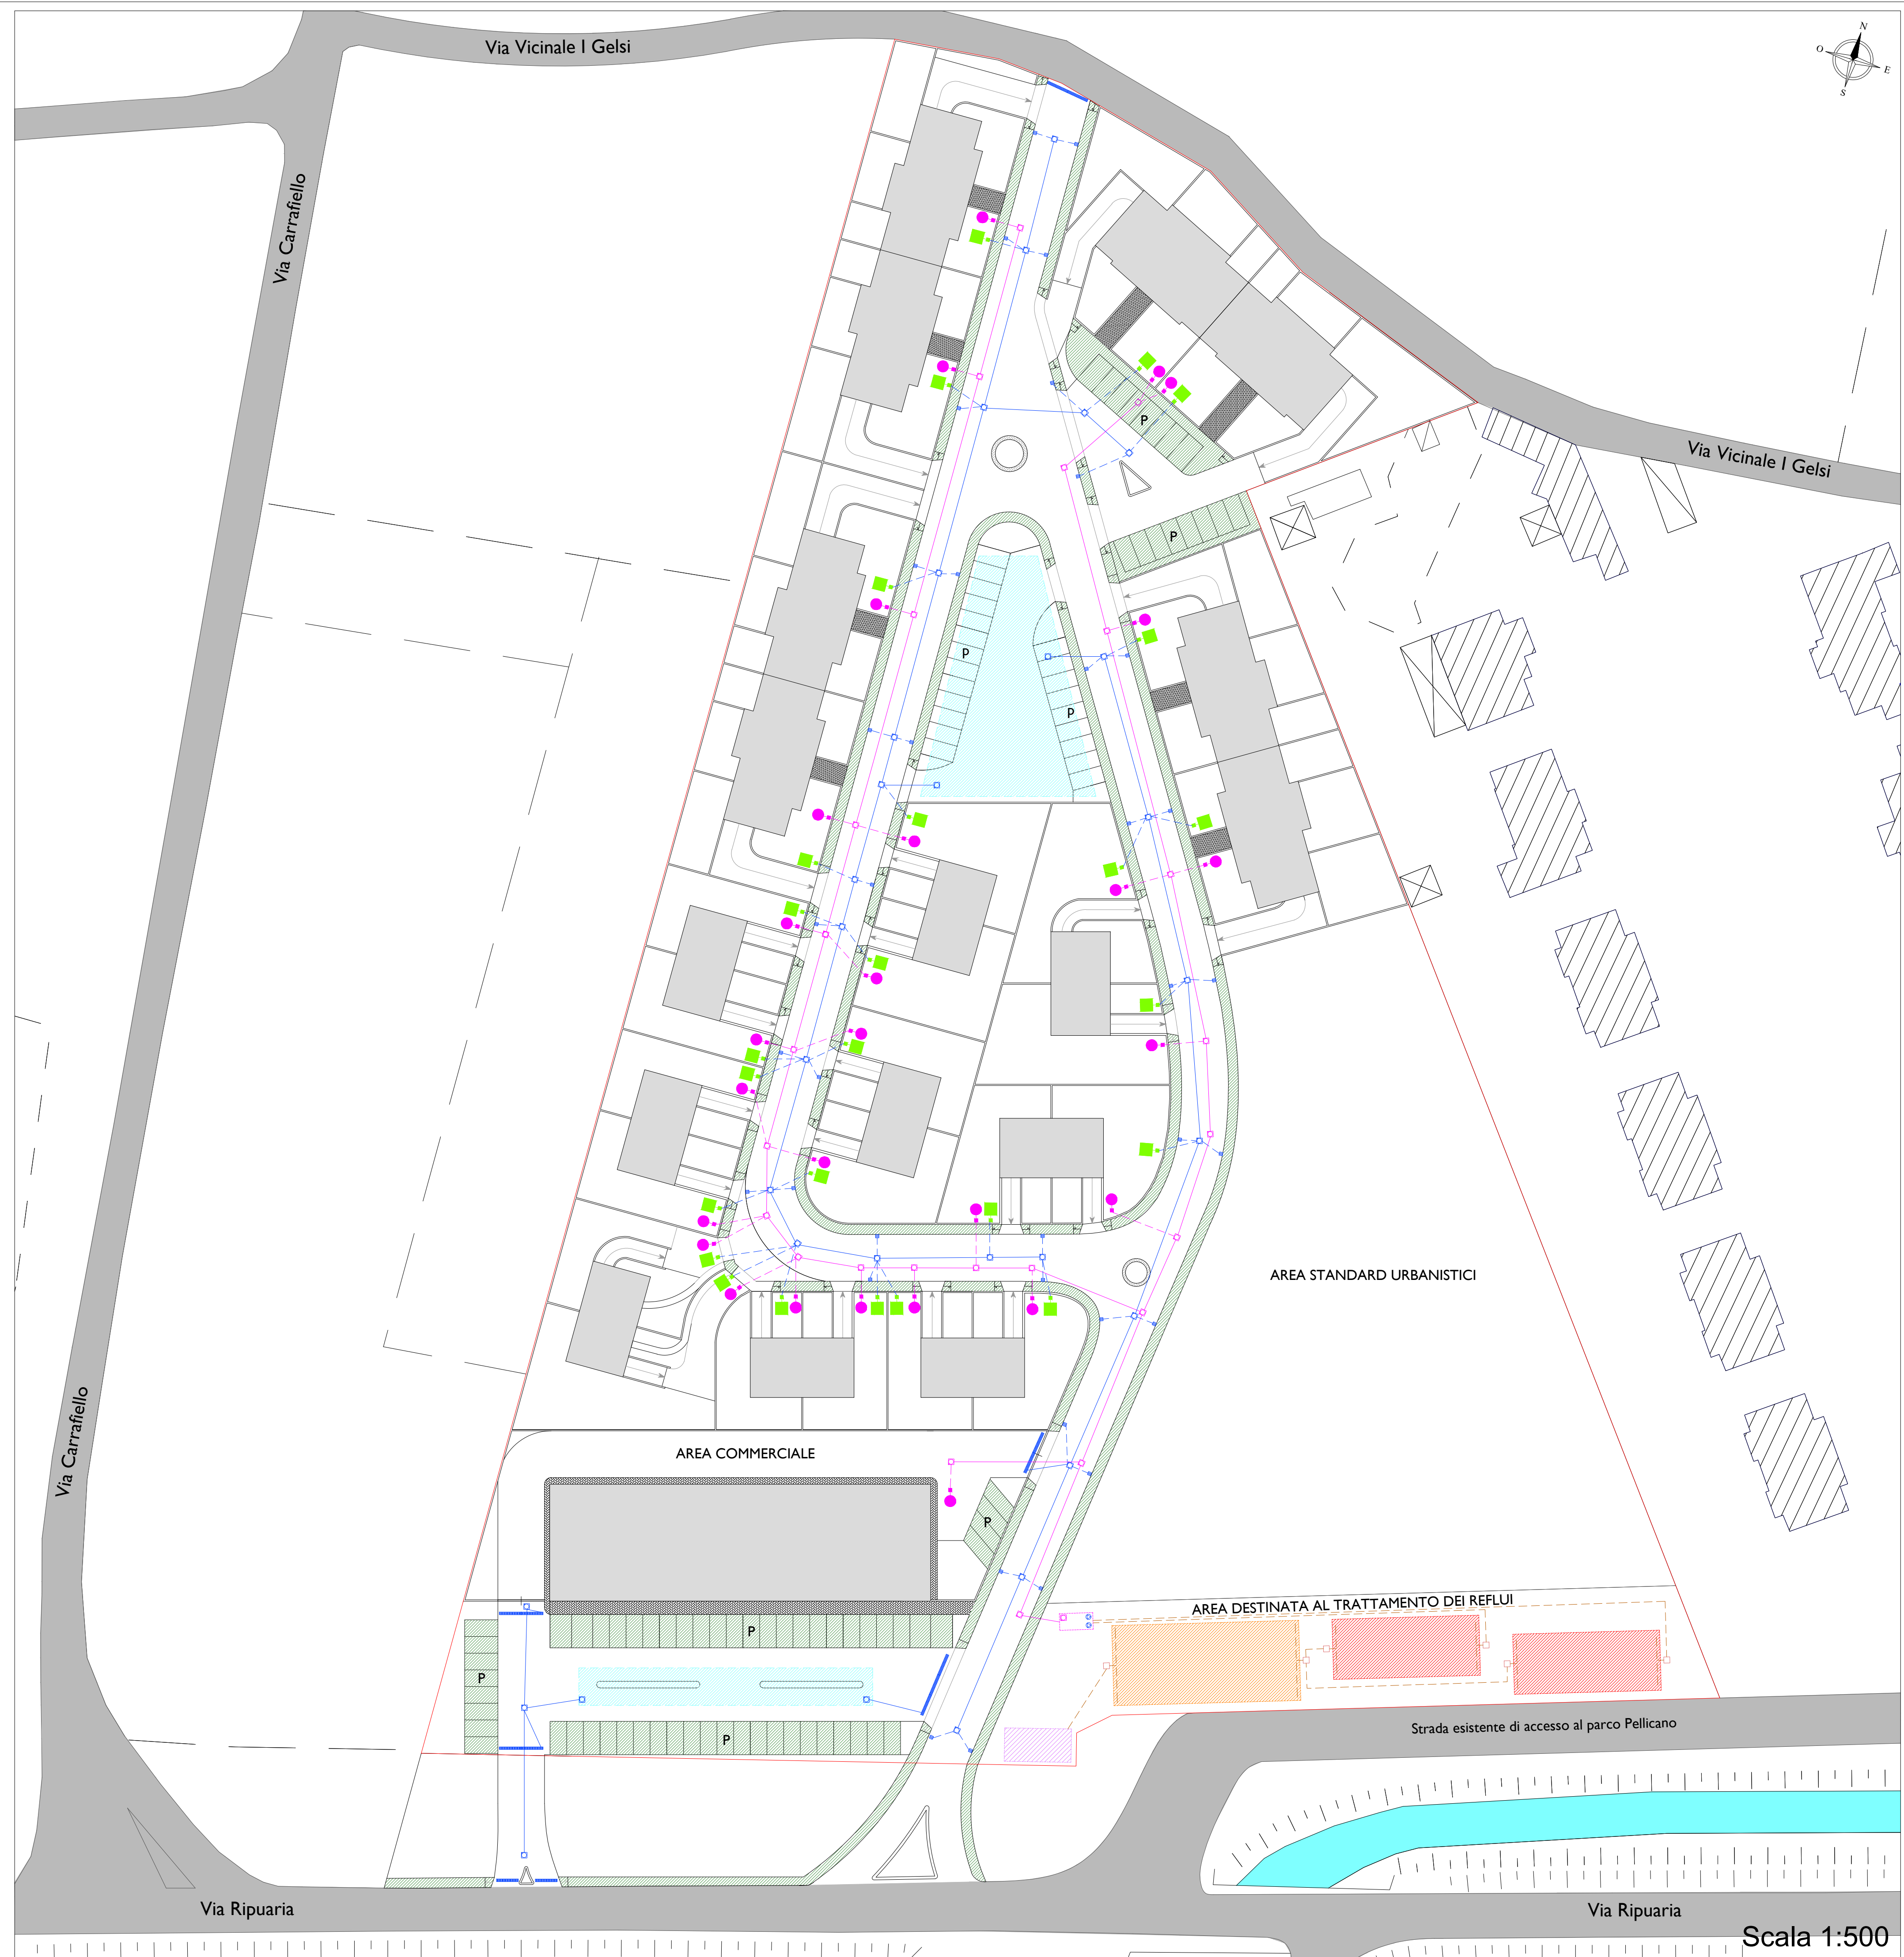 Via Vicinale I Gelsi
N
O
E
S
Via Carrafiello
P
Via Vicinale I Gelsi
P
P
P
AREA STANDARD URBANISTICI
Via Carrafiello
AREA COMMERCIALE
P
AREA DESTINATA AL TRATTAMENTO DEI REFLUI
P
P
P
Strada esistente di accesso al parco Pellicano
Via Ripuaria
Via Ripuaria
Scala 1:500